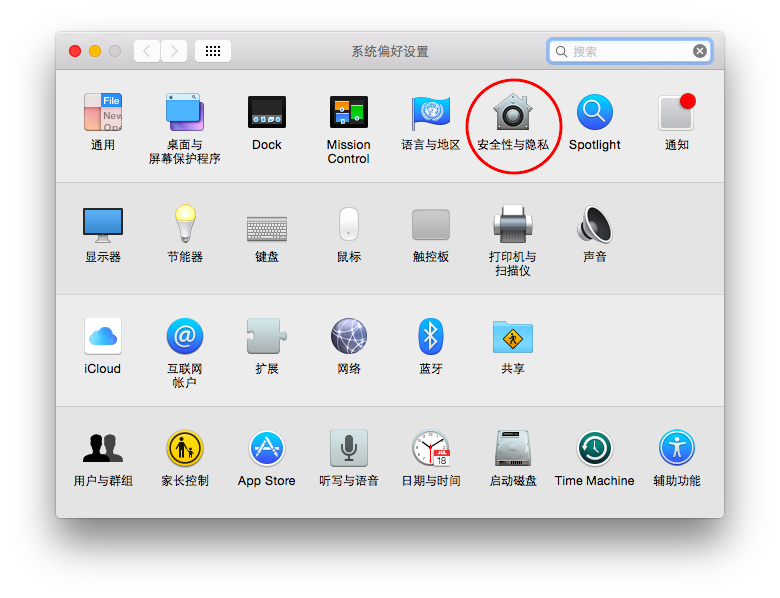 系统偏好设置
搜索
File
New
Ope
通用
桌面与
屏幕保护程序
Dock
Mission
Control
语言与地区
安全性与隐私
Spotlight
通知
显示器
节能器
键盘
鼠标
触控板
打印机与
扫描仪
声音
iCloud
互联网
帐户
扩展
网络
蓝牙
共享
用户与群组
家长控制
App Store
听写与语音
JUL
18
日期与时间
启动磁盘
Time Machine
辅助功能